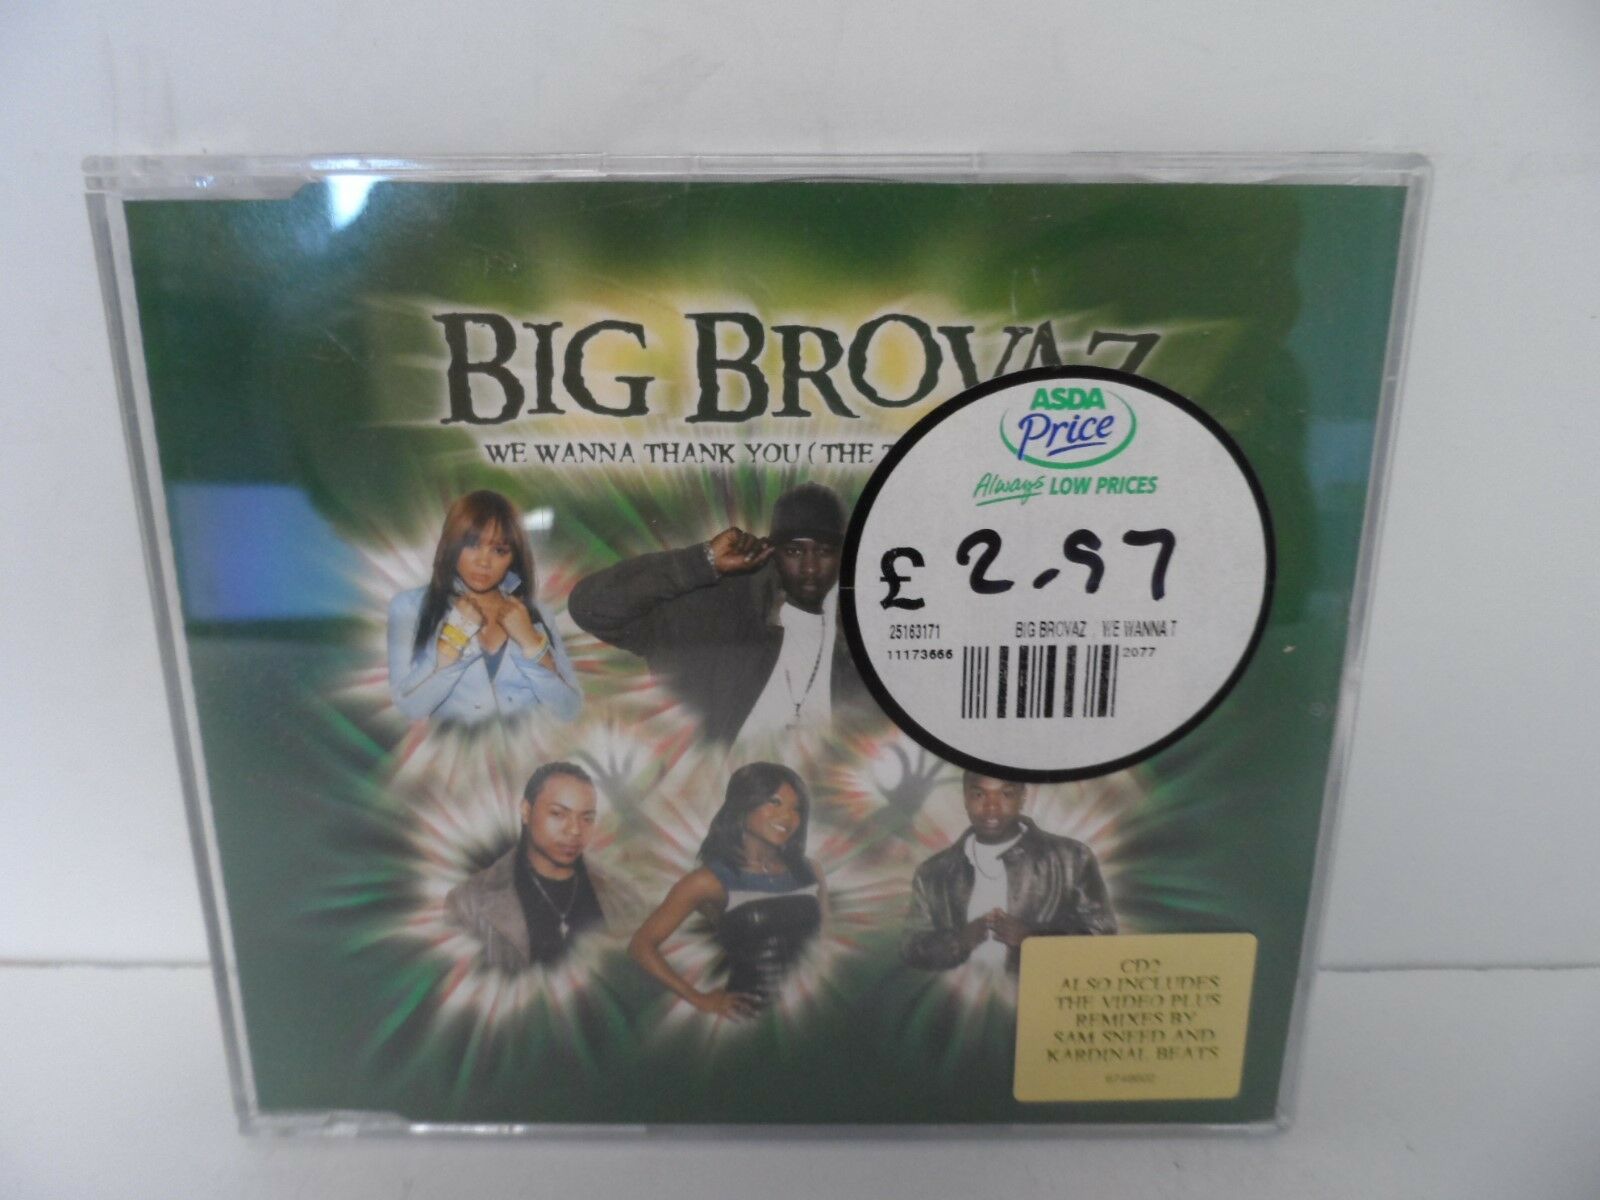 BIG BROVAZ
WE WANNA THANK YOU (THE
ASDA
Price
Always LOW PRICES
£2.97
25163171 BIG BROVAZ , WE WANNA T
11173666 2077
CD2
ALSO INCLUDES
THE VIDEO PLUS
REMIXES BY
SAM SNEED AND
KARDINAL BEATS